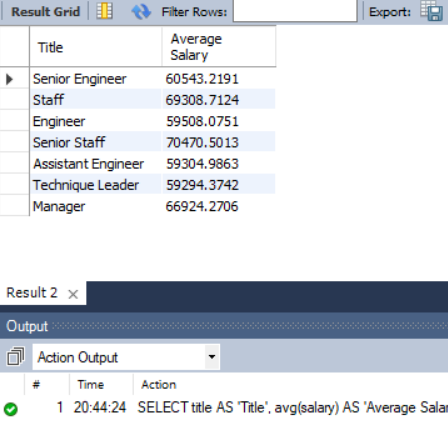 Result Grid Filter Rows: Export:
Title Average Salary
Senior Engineer 60543.2191
Staff 69308.7124
Engineer 59508.0751
Senior Staff 70470.5013
Assistant Engineer 59304.9863
Technique Leader 59294.3742
Manager 66924.2706
Result 2 ×
Output
Action Output
# Time Action
1 20:44:24 SELECT title AS 'Title', avg(salary) AS 'Average Salar